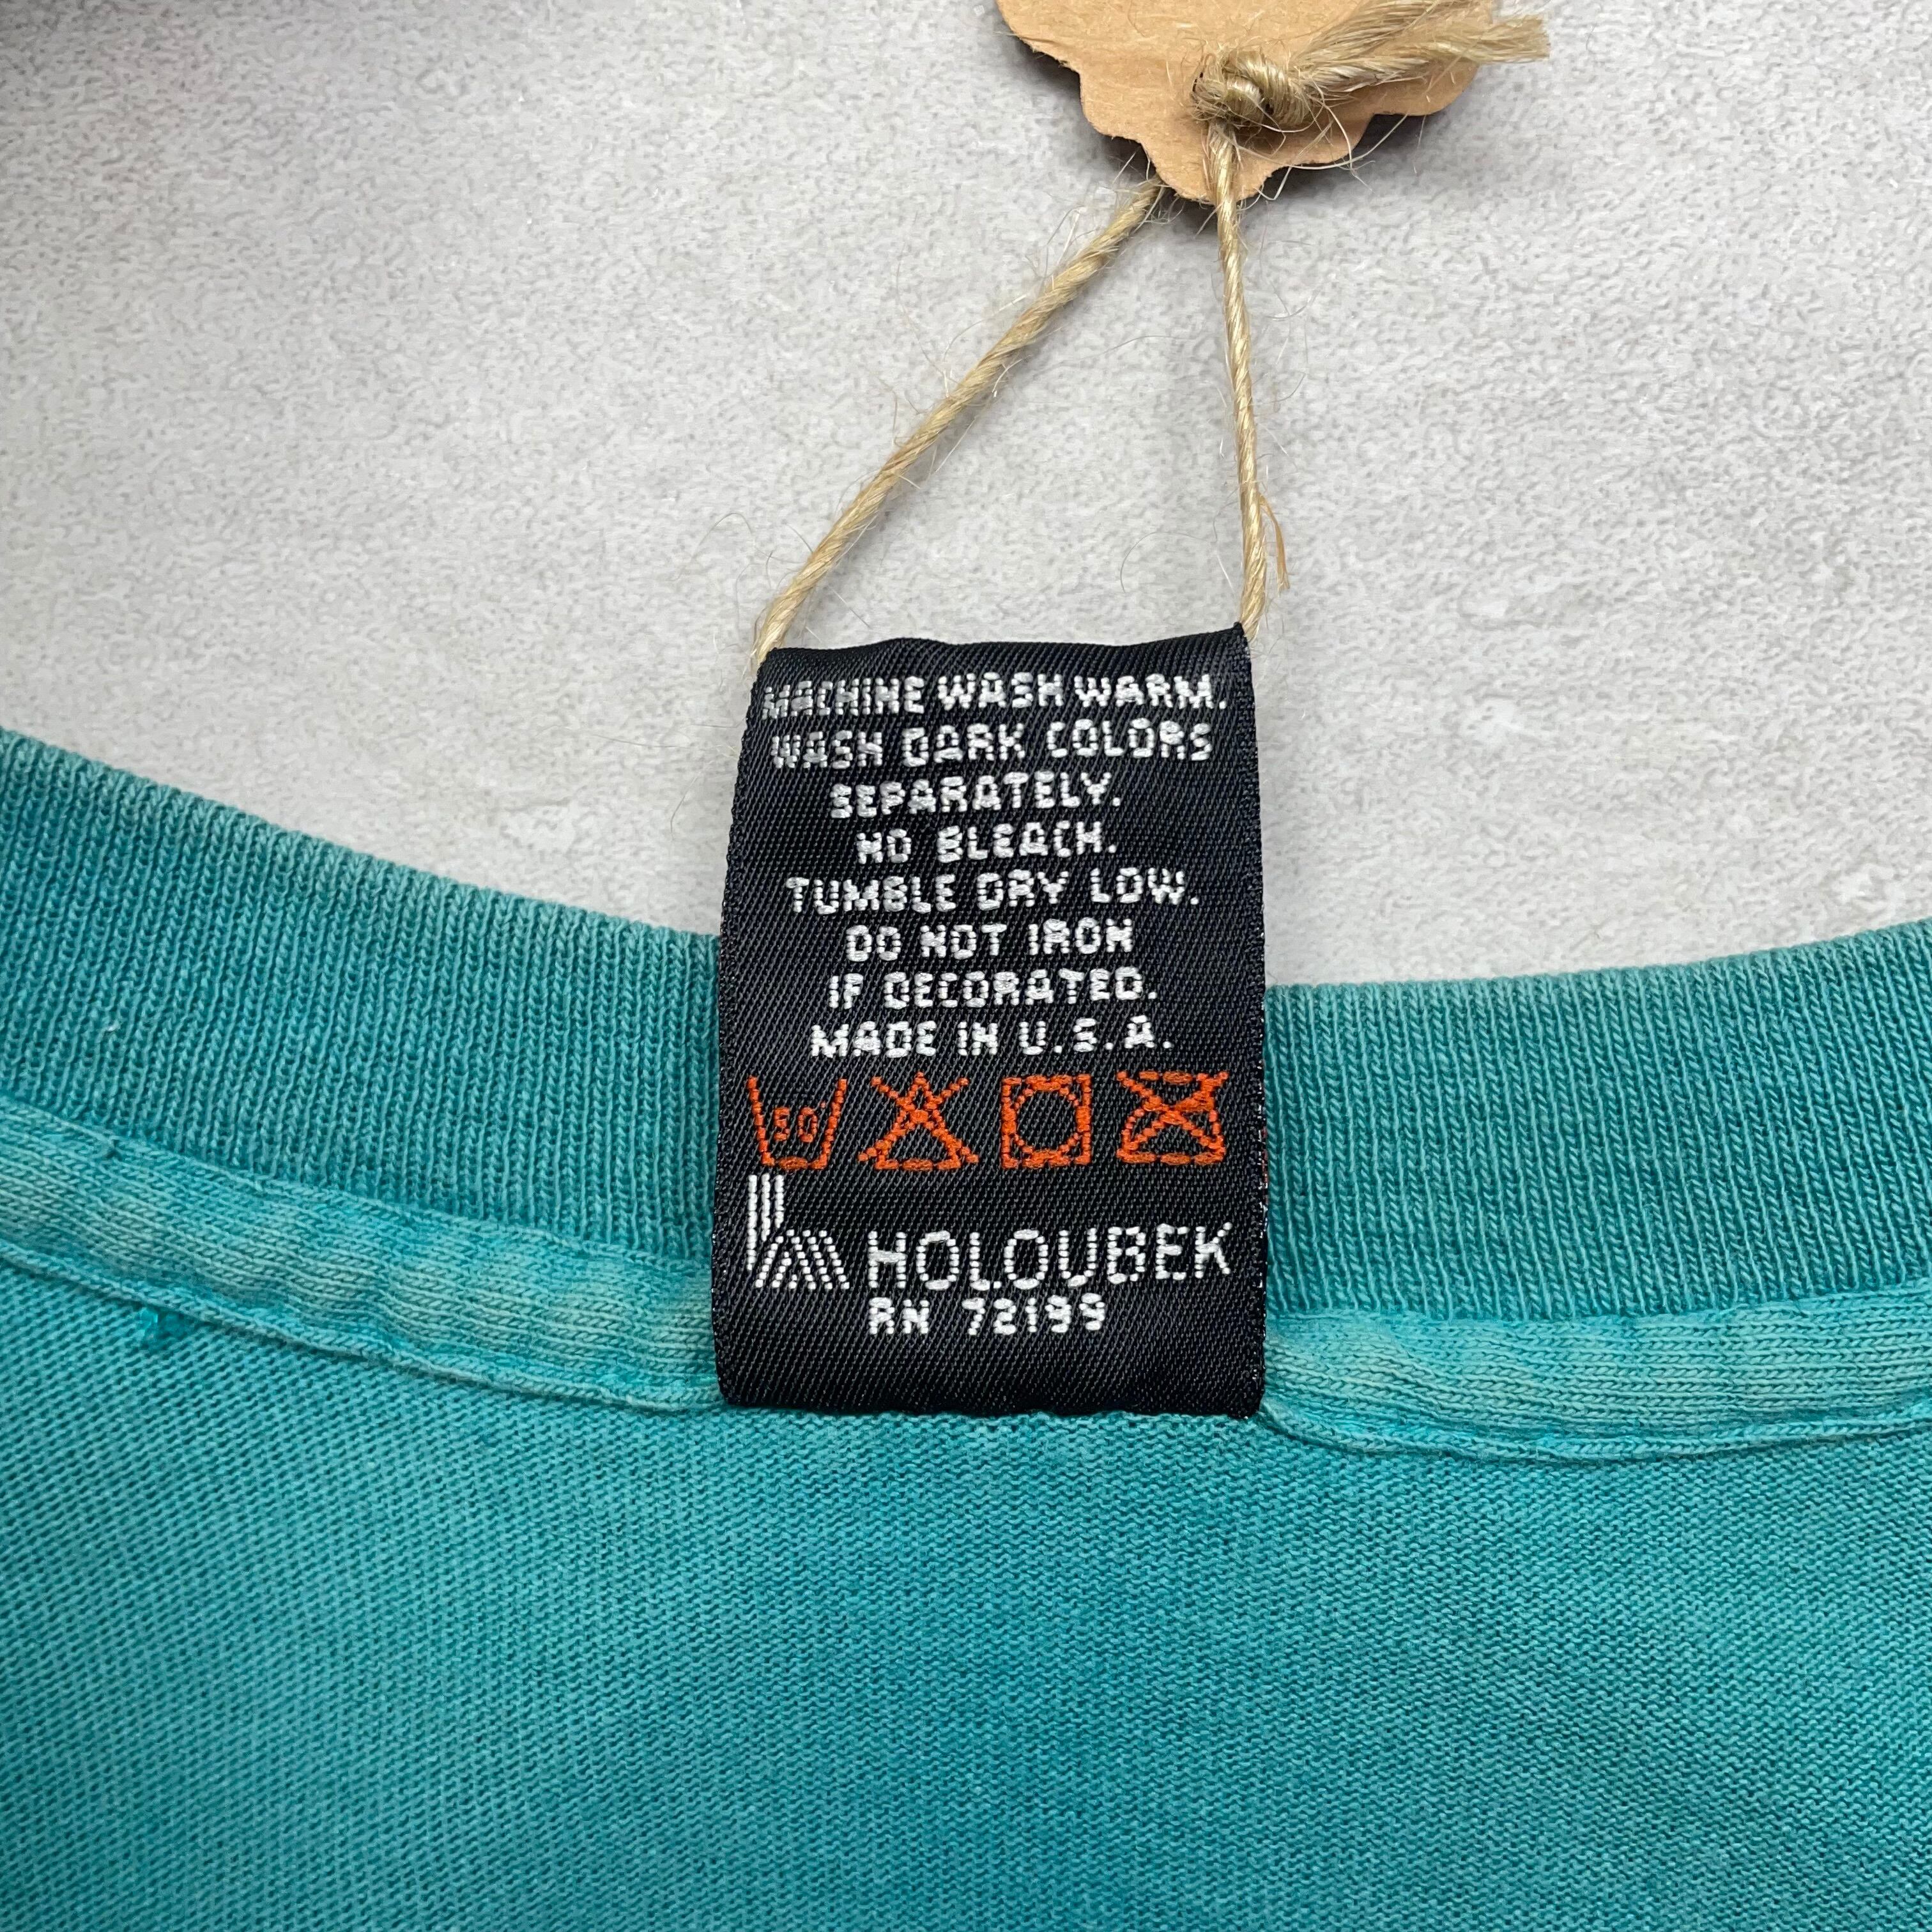 MACHINE WASH WARM.
WASH DARK COLORS
SEPARATELY.
NO BLEACH.
TUMBLE DRY LOW.
DO NOT IRON
IF DECORATED.
MADE IN U.S.A.
50
HOLOUBEK
RN 72199